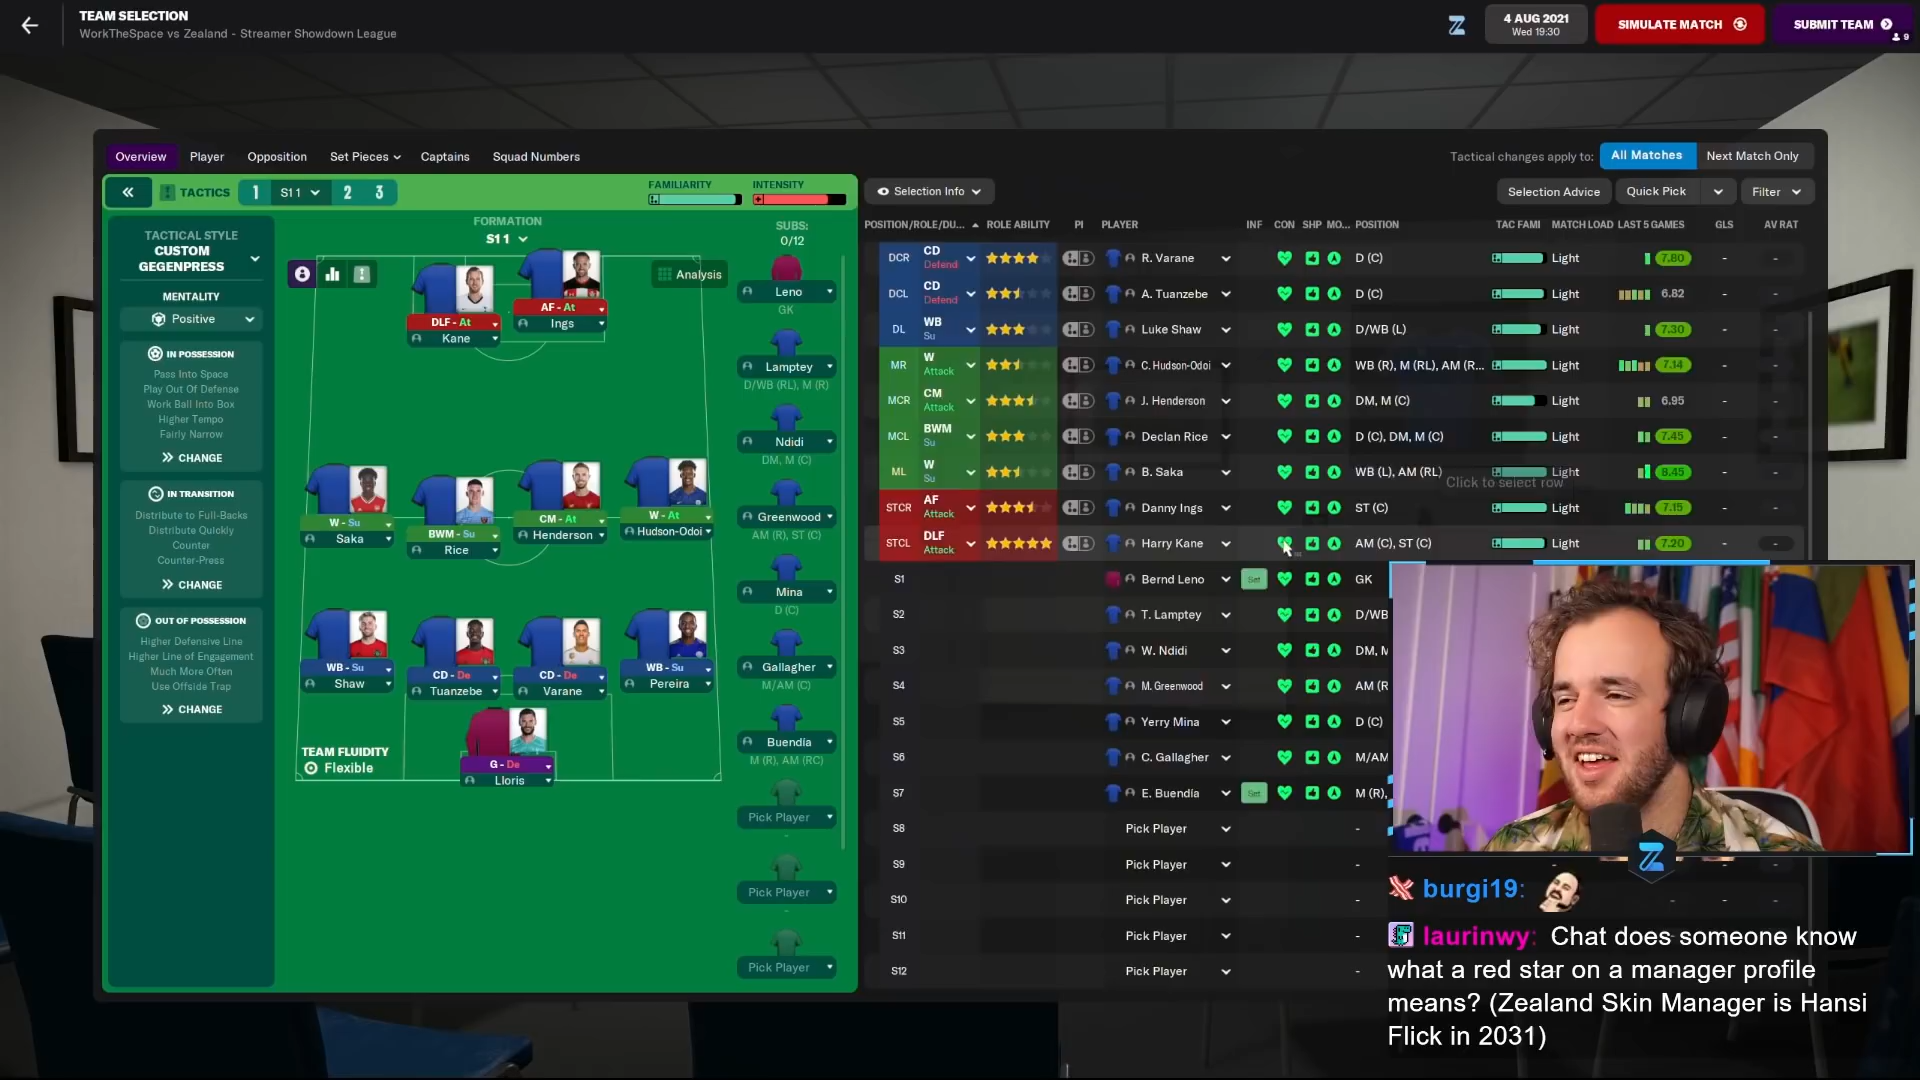 TEAM SELECTION
WorkTheSpace vs Zealand - Streamer Showdown League
4 AUG 2021
Wed 19:30
SIMULATE MATCH
SUBMIT TEAM
9
Overview Player Opposition Set Pieces Captains Squad Numbers
Tactical changes apply to: All Matches Next Match Only
TACTICS 1 S1 1 2 3
FAMILIARITY INTENSITY
Selection Info
Selection Advice Quick Pick Filter
TACTICAL STYLE
CUSTOM
GEGENPRESS
MENTALITY
Positive
IN POSSESSION
Pass Into Space
Play Out Of Defense
Work Ball Into Box
Higher Tempo
Fairly Narrow
CHANGE
IN TRANSITION
Distribute to Full-Backs
Distribute Quickly
Counter
Counter-Press
CHANGE
OUT OF POSSESSION
Higher Defensive Line
Higher Line of Engagement
Much More Often
Use Offside Trap
CHANGE
FORMATION
S1 1
Analysis
DLF - At
Kane
AF - At
Ings
W - Su
Saka
BWM - Su
Rice
CM - At
Henderson
W - At
Hudson-Odoi
WB - Su
Shaw
CD - De
Tuanzebe
CD - De
Varane
WB - Su
Pereira
G - De
Lloris
TEAM FLUIDITY
Flexible
SUBS:
0/12
Leno
GK
Lamptey
D/WB (RL), M (R)
Ndidi
DM, M (C)
Greenwood
AM (R), ST (C)
Mina
D (C)
Gallagher
M/AM (C)
Buendía
M (R), AM (RC)
Pick Player
-
Pick Player
-
Pick Player
POSITION/ROLE/DU... ROLE ABILITY PI PLAYER INF CON SHP MO... POSITION TAC FAMI MATCH LOAD LAST 5 GAMES GLS AV RAT
DCR CD Defend R. Varane D (C) Light 7.80 - -
DCL CD Defend A. Tuanzebe D (C) Light 6.82 - -
DL WB Su Luke Shaw D/WB (L) Light 7.30 - -
MR W Attack C. Hudson-Odoi WB (R), M (RL), AM (R... Light 7.14 - -
MCR CM Attack J. Henderson DM, M (C) Light 6.95 - -
MCL BWM Su Declan Rice D (C), DM, M (C) Light 7.45 - -
ML W Su B. Saka WB (L), AM (RL) Light 8.45 - -
Click to select row
STCR AF Attack Danny Ings ST (C) Light 7.15 - -
STCL DLF Attack Harry Kane AM (C), ST (C) Light 7.20 - -
S1 Bernd Leno Set GK
S2 T. Lamptey D/WB
S3 W. Ndidi DM, M
S4 M. Greenwood AM (R
S5 Yerry Mina D (C)
S6 C. Gallagher M/AM
S7 E. Buendía Set M (R),
S8 Pick Player -
S9 Pick Player -
S10 Pick Player -
S11 Pick Player -
S12 Pick Player -
burgi19:
laurinwy: Chat does someone know
what a red star on a manager profile
means? (Zealand Skin Manager is Hansi
Flick in 2031)